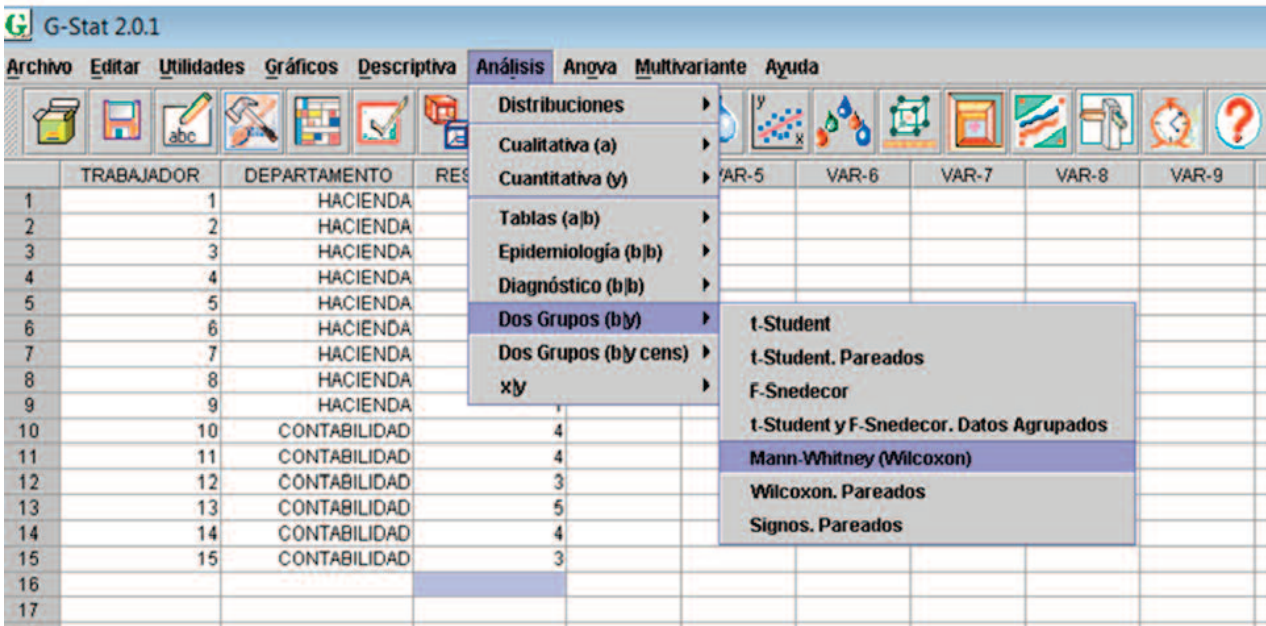 G-Stat 2.0.1
Archivo Editar Utilidades Gráficos Descriptiva Análisis Anova Multivariante Ayuda
abc
y
x
Distribuciones
Cualitativa (a)
Cuantitativa (y)
Tablas (a|b)
Epidemiología (b|b)
Diagnóstico (b|b)
Dos Grupos (b|y)
Dos Grupos (b|y cens)
x|y
t-Student
t-Student. Pareados
F-Snedecor
t-Student y F-Snedecor. Datos Agrupados
Mann-Whitney (Wilcoxon)
Wilcoxon. Pareados
Signos. Pareados
TRABAJADOR DEPARTAMENTO RES VAR-5 VAR-6 VAR-7 VAR-8 VAR-9
1 1 HACIENDA
2 2 HACIENDA
3 3 HACIENDA
4 4 HACIENDA
5 5 HACIENDA
6 6 HACIENDA
7 7 HACIENDA
8 8 HACIENDA
9 9 HACIENDA
10 10 CONTABILIDAD 4
11 11 CONTABILIDAD 4
12 12 CONTABILIDAD 3
13 13 CONTABILIDAD 5
14 14 CONTABILIDAD 4
15 15 CONTABILIDAD 3
16
17